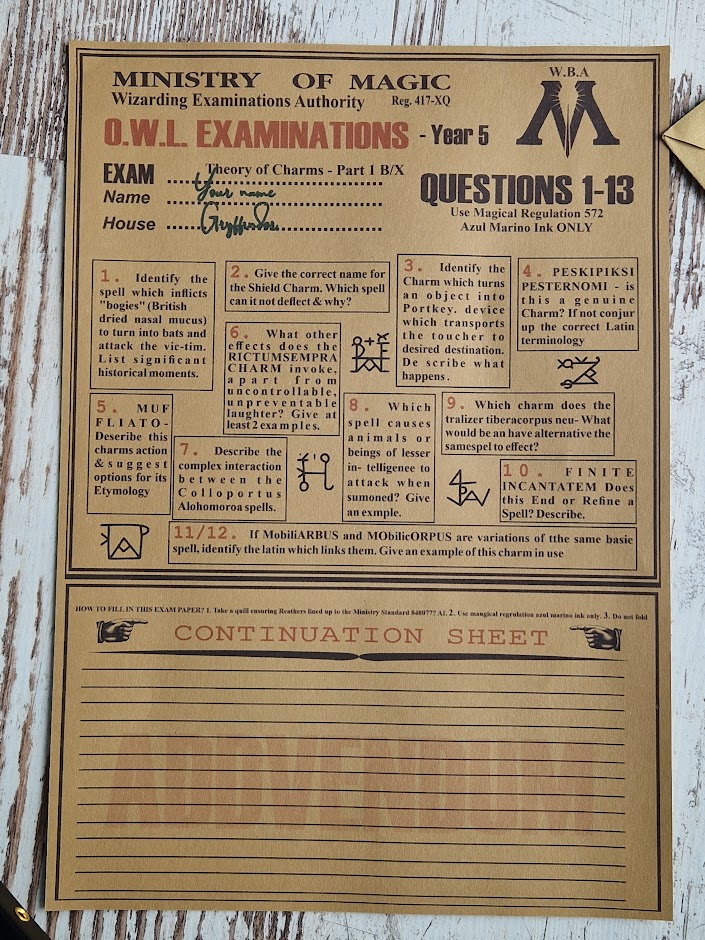 W.B.A
MINISTRY OF MAGIC
Wizarding Examinations Authority Reg. 417-XQ
O.W.L. EXAMINATIONS - Year 5
EXAM Theory of Charms - Part 1 B/X
Name Your name
House Gryffindor
QUESTIONS 1-13
Use Magical Regulation 572
Azul Marino Ink ONLY
1. Identify the
spell which inflicts
"bogies" (British
dried nasal mucus)
to turn into bats and
attack the vic-tim.
List significant
historical moments.
2. Give the correct name for
the Shield Charm. Which spell
can it not deflect & why?
3. Identify the
Charm which turns
an object into
Portkey. device
which transports
the toucher to
desired destination.
De scribe what
happens.
4. PESKIPIKSI
PESTERNOMI - is
this a genuine
Charm? If not conjur
up the correct Latin
terminology
5. MUF
FLIATO-
Describe this
charms action
& suggest
options for its
Etymology
6. What other
effects does the
RICTUMSEMPRA
CHARM invoke,
apart from
uncontrollable,
unpreventable
laughter? Give at
least 2 examples.
7. Describe the
complex interaction
between the
Colloportus
Alohomoroa spells.
8. Which
spell causes
animals or
beings of lesser
in- telligence to
attack when
sumoned? Give
an exmple.
9. Which charm does the
tralizer tiberacorpus neu- What
would be an have alternative the
samespel to effect?
10. FINITE
INCANTATEM Does
this End or Refine a
Spell? Describe.
11/12. If MobiliARBUS and MObilicORPUS are variations of tthe same basic
spell, identify the latin which links them. Give an example of this charm in use
HOW TO FILL IN THIS EXAM PAPER? 1. Take a quill ensuring Reathers lined up to the Ministry Standard 2. Use maugical regrulation azul marino ink only. 3. Do not fold
CONTINUATION SHEET
ADDVENDUM